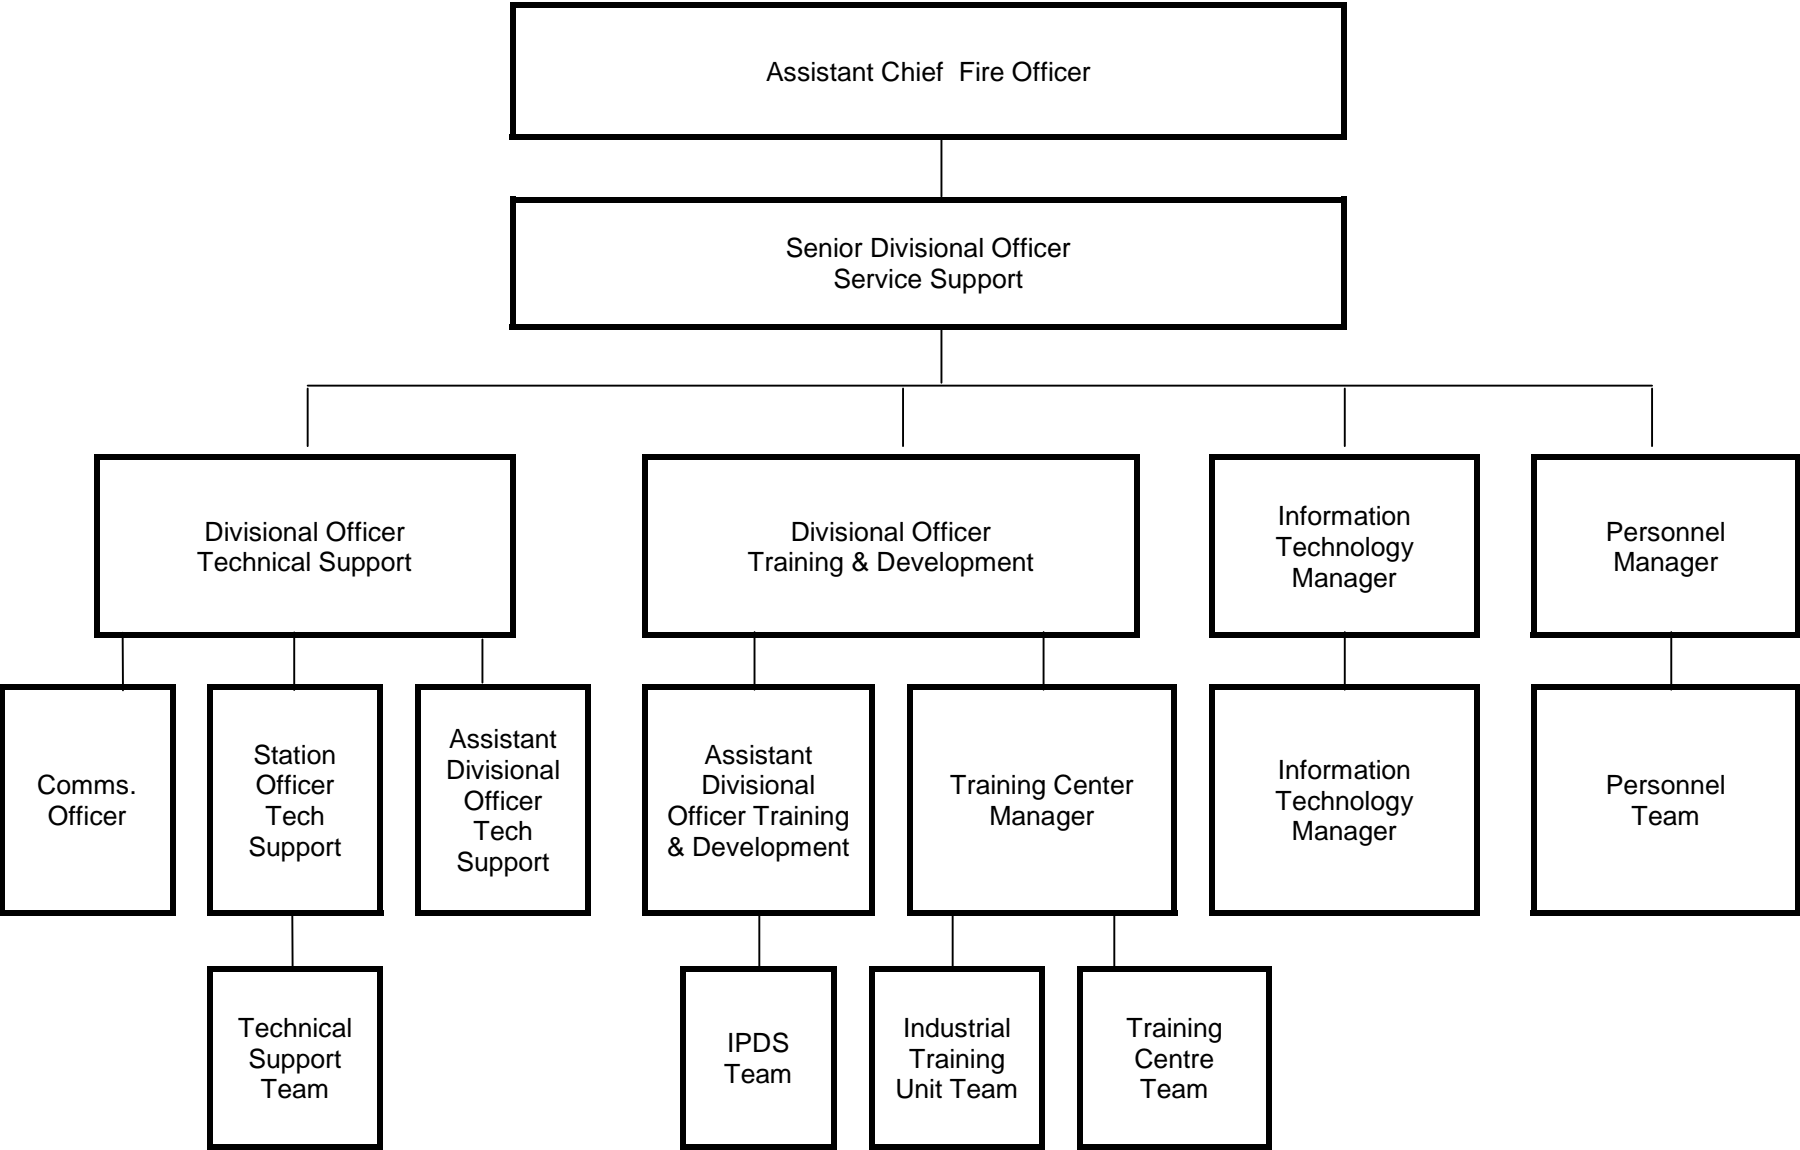 Assistant Chief  Fire Officer
Senior Divisional Officer
Service Support
Divisional Officer
Technical Support
Divisional Officer
Training & Development
Information
Technology
Manager
Personnel
Manager
Comms.
Officer
Station
Officer
Tech
Support
Assistant
Divisional
Officer
Tech
Support
Assistant
Divisional
Officer Training
& Development
Training Center
Manager
Information
Technology
Manager
Personnel
Team
Technical
Support
Team
IPDS
Team
Industrial
Training
Unit Team
Training
Centre
Team